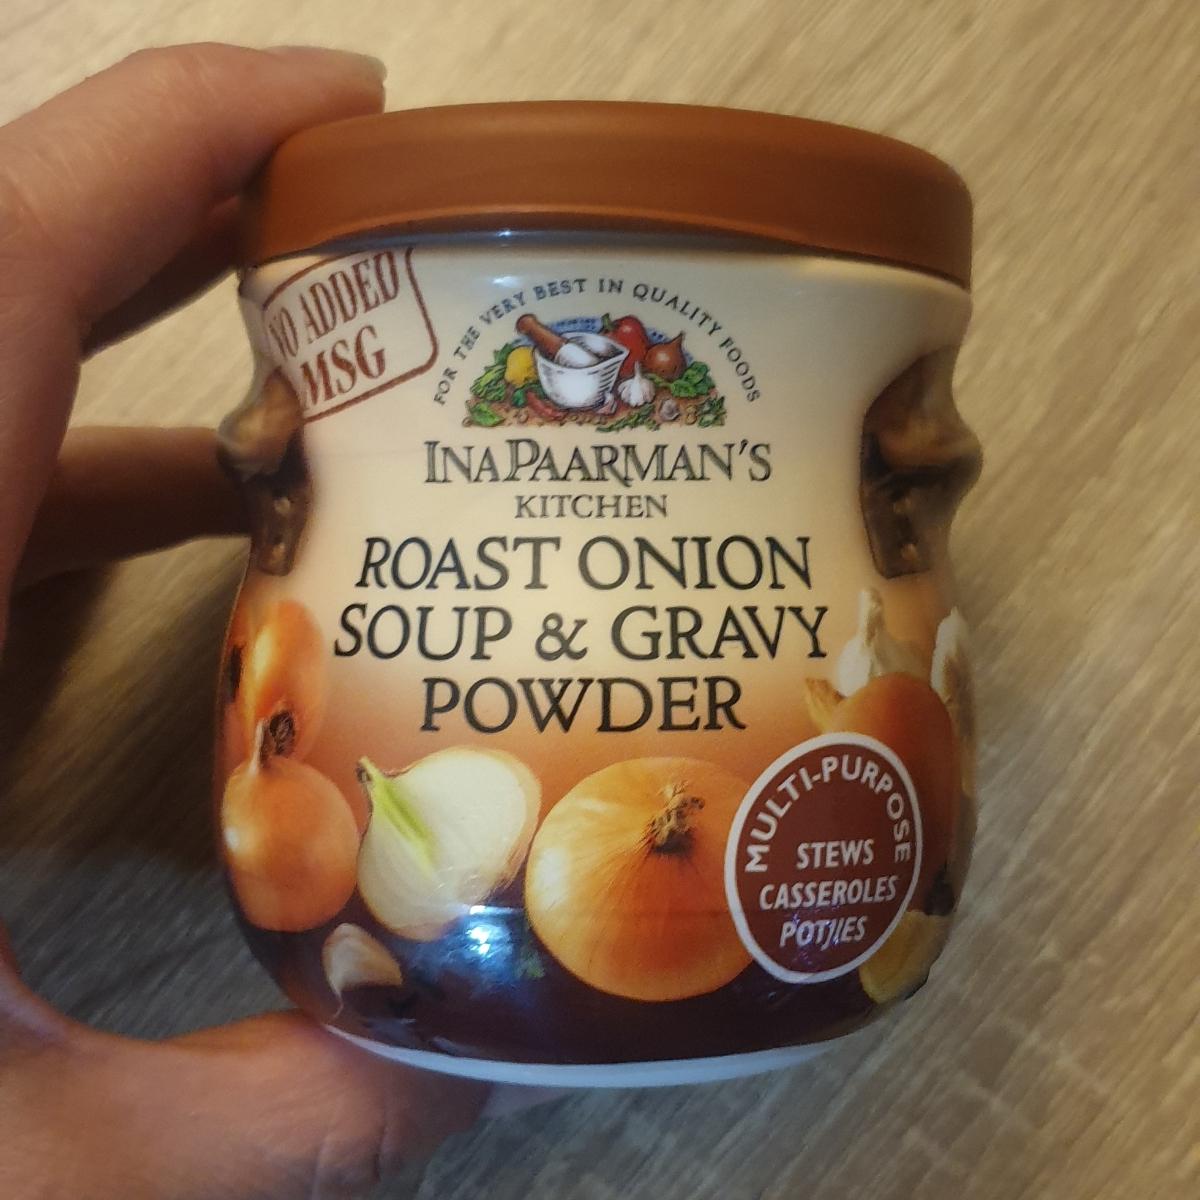 NO ADDED
MSG
FOR THE VERY BEST IN QUALITY FOODS
INA PAARMAN'S
KITCHEN
ROAST ONION
SOUP & GRAVY
POWDER
MULTI-PURPOSE
STEWS
CASSEROLES
POTJIES